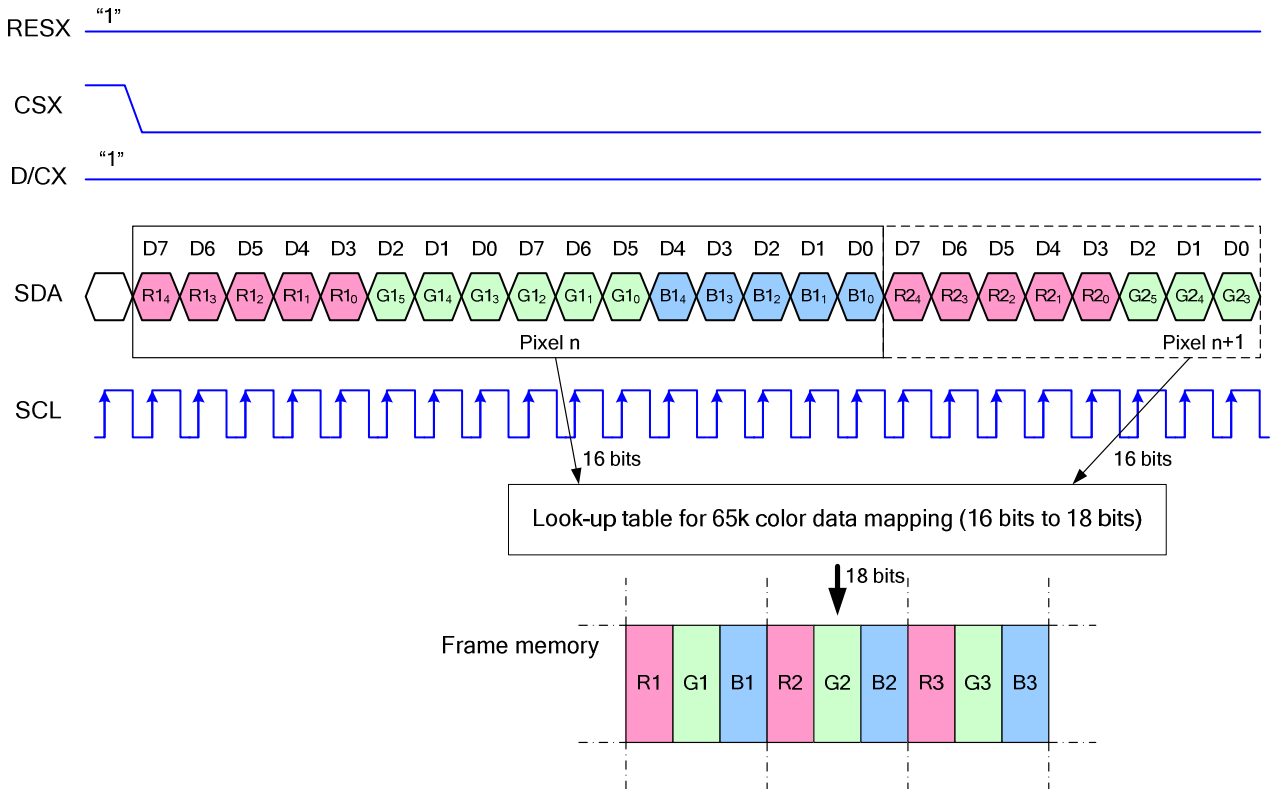 RESX “1”
CSX
D/CX “1”
D7 D6 D5 D4 D3 D2 D1 D0 D7 D6 D5 D4 D3 D2 D1 D0 D7 D6 D5 D4 D3 D2 D1 D0
SDA R1₄ R1₃ R1₂ R1₁ R1₀ G1₅ G1₄ G1₃ G1₂ G1₁ G1₀ B1₄ B1₃ B1₂ B1₁ B1₀ R2₄ R2₃ R2₂ R2₁ R2₀ G2₅ G2₄ G2₃
Pixel n Pixel n+1
SCL
16 bits 16 bits
Look-up table for 65k color data mapping (16 bits to 18 bits)
18 bits
Frame memory
R1 G1 B1 R2 G2 B2 R3 G3 B3